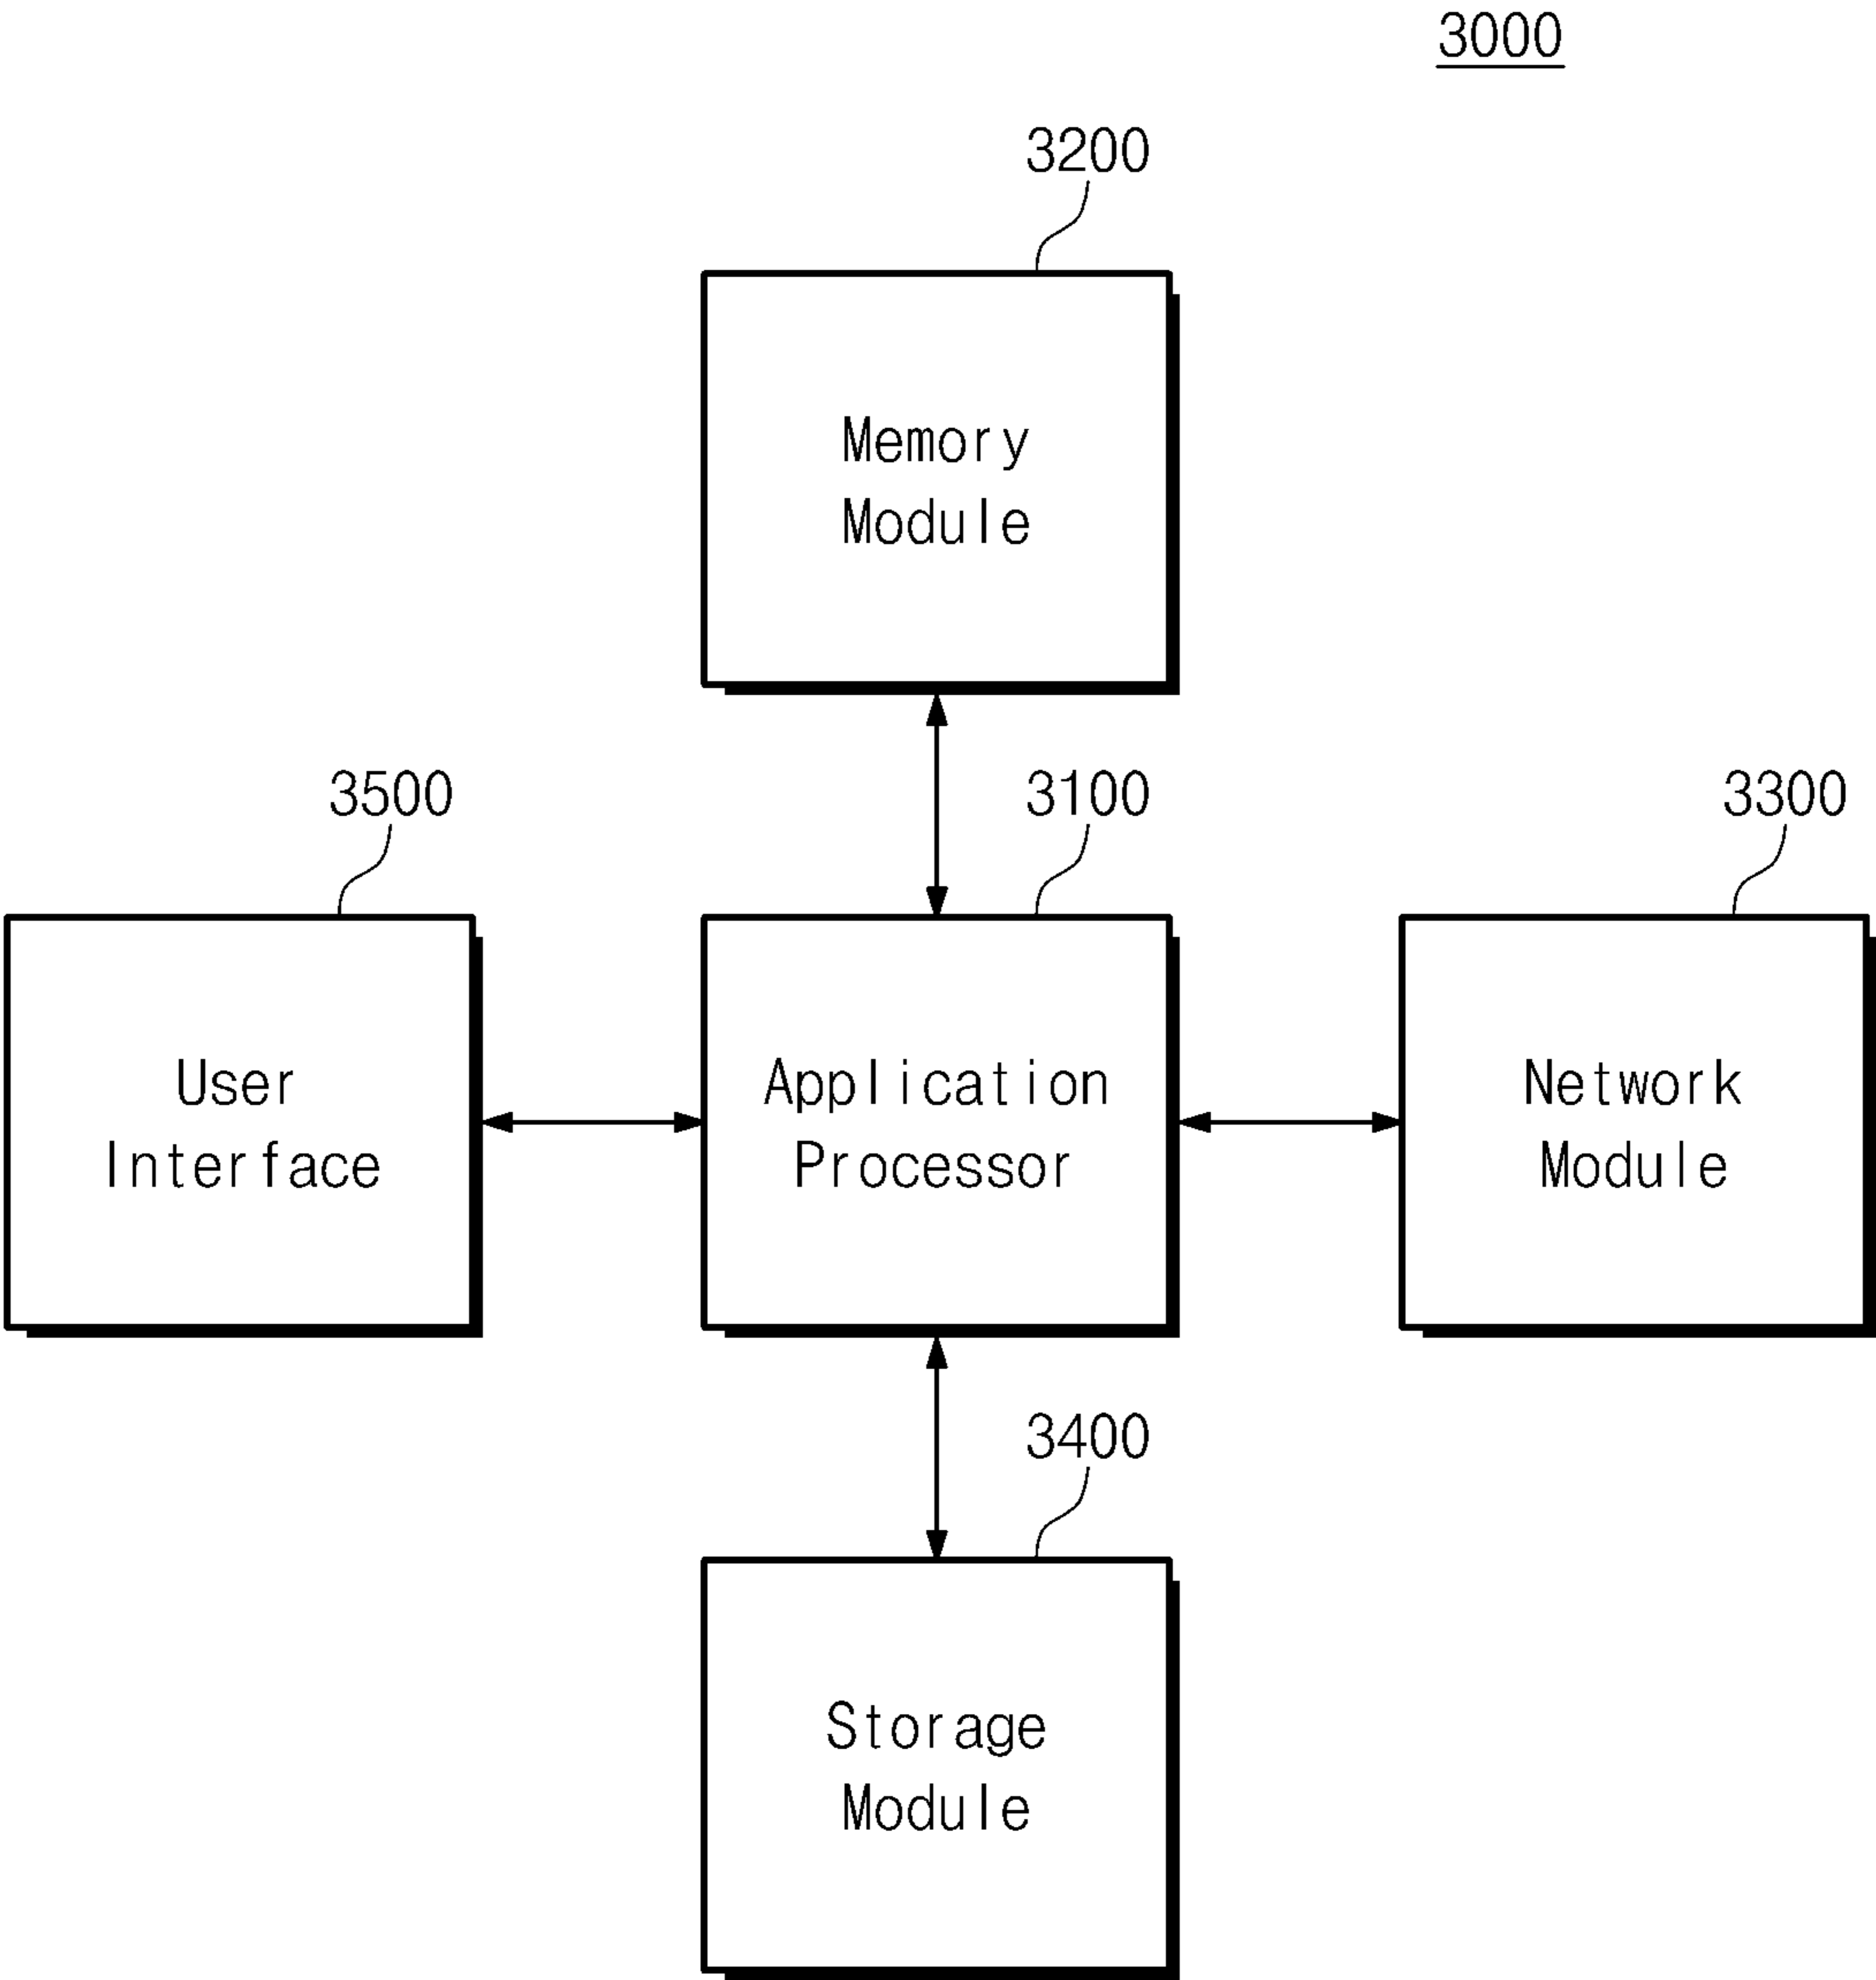 3000
3200
Memory
Module
3500
3100
3300
User
Interface
Application
Processor
Network
Module
3400
Storage
Module